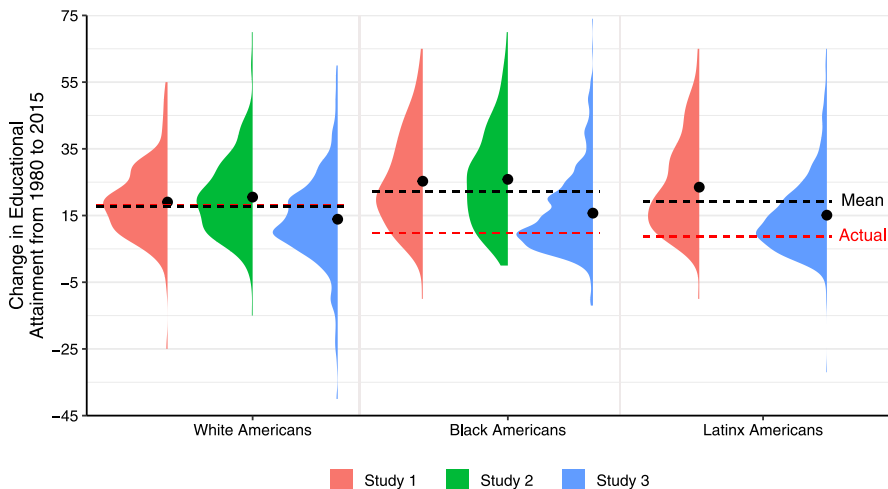 75
55
35
15
−5
−25
−45
Change in Educational
Attainment from 1980 to 2015
Mean
Actual
White Americans
Black Americans
Latinx Americans
Study 1
Study 2
Study 3